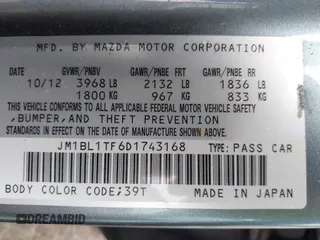 MFD. BY MAZDA MOTOR CORPORATION
GVWR/PNBV GAWR/PNBE FRT GAWR/PNBE RR
10/12 3968 LB 2132 LB 1836 LB
1800 KG 967 KG 833 KG
THIS VEHICLE CONFORMS TO ALL APPLICABLE FEDERAL MOTOR VEHICLE SAFETY
,BUMPER,AND THEFT PREVENTION
STANDARDS IN EFFECT ON THE DATE OF MANUFACTURE SHOWN ABOVE.
JM1BL1TF6D1743168 TYPE: PASS CAR
BODY COLOR CODE;39T MADE IN JAPAN
DREAMBID